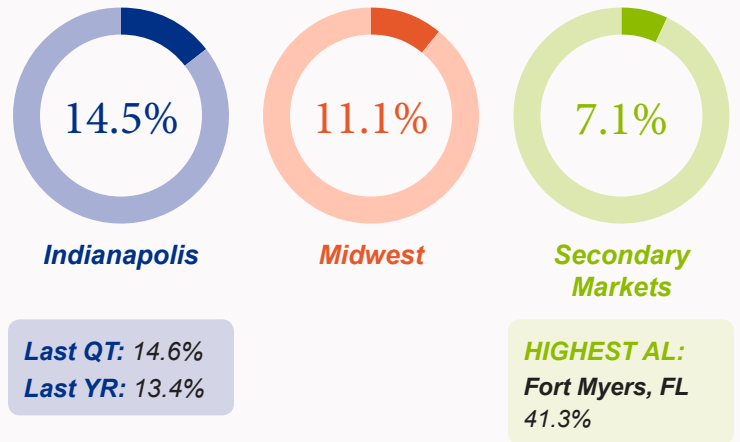 14.5%
11.1%
7.1%
Indianapolis
Midwest
Secondary
Markets
Last QT: 14.6%
Last YR: 13.4%
HIGHEST AL:
Fort Myers, FL
41.3%